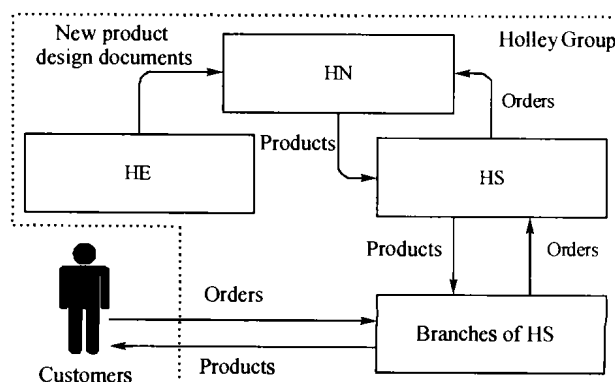 New product
design documents
HN
Holley Group
Orders
Products
HE
HS
Products
Orders
Orders
Branches of HS
Products
Customers